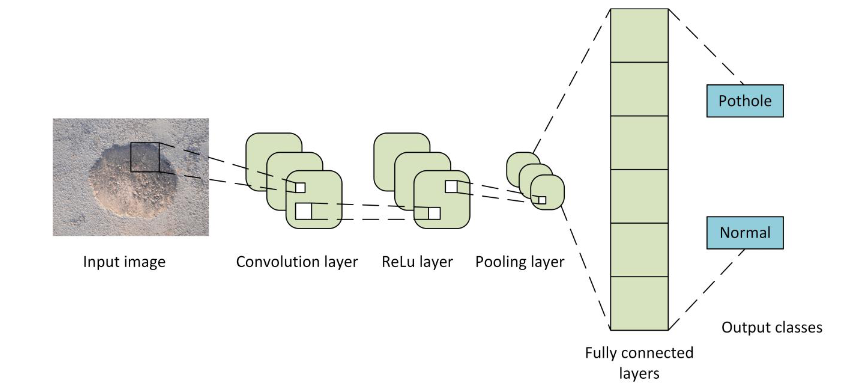 Pothole
Normal
Input image
Convolution layer
ReLu layer
Pooling layer
Output classes
Fully connected
layers